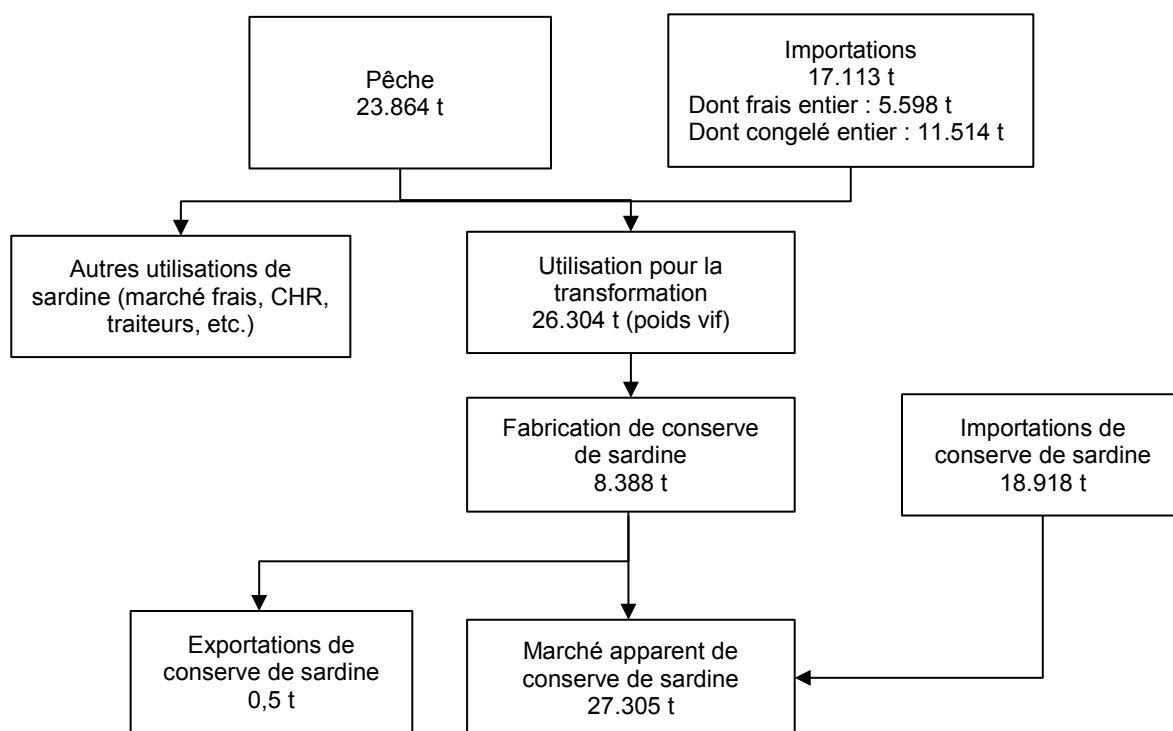 Pêche
23.864 t
Importations
17.113 t
Dont frais entier : 5.598 t
Dont congelé entier : 11.514 t
Autres utilisations de
sardine (marché frais, CHR,
traiteurs, etc.)
Utilisation pour la
transformation
26.304 t (poids vif)
Fabrication de conserve
de sardine
8.388 t
Importations de
conserve de sardine
18.918 t
Exportations de
conserve de sardine
0,5 t
Marché apparent de
conserve de sardine
27.305 t